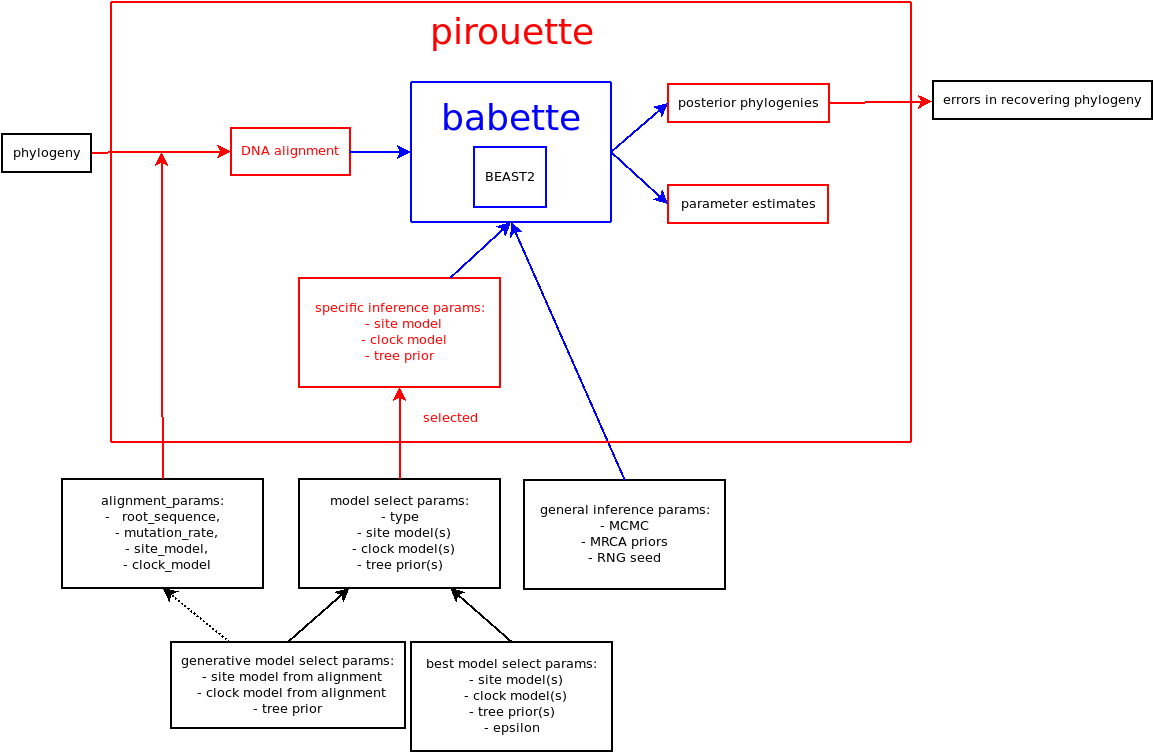 pirouette
babette
BEAST2
phylogeny
DNA alignment
posterior phylogenies
parameter estimates
errors in recovering phylogeny
specific inference params:
- site model
- clock model
- tree prior
selected
alignment_params:
- root_sequence,
- mutation_rate,
- site_model,
- clock_model
model select params:
- type
- site model(s)
- clock model(s)
- tree prior(s)
general inference params:
- MCMC
- MRCA priors
- RNG seed
generative model select params:
- site model from alignment
- clock model from alignment
- tree prior
best model select params:
- site model(s)
- clock model(s)
- tree prior(s)
- epsilon